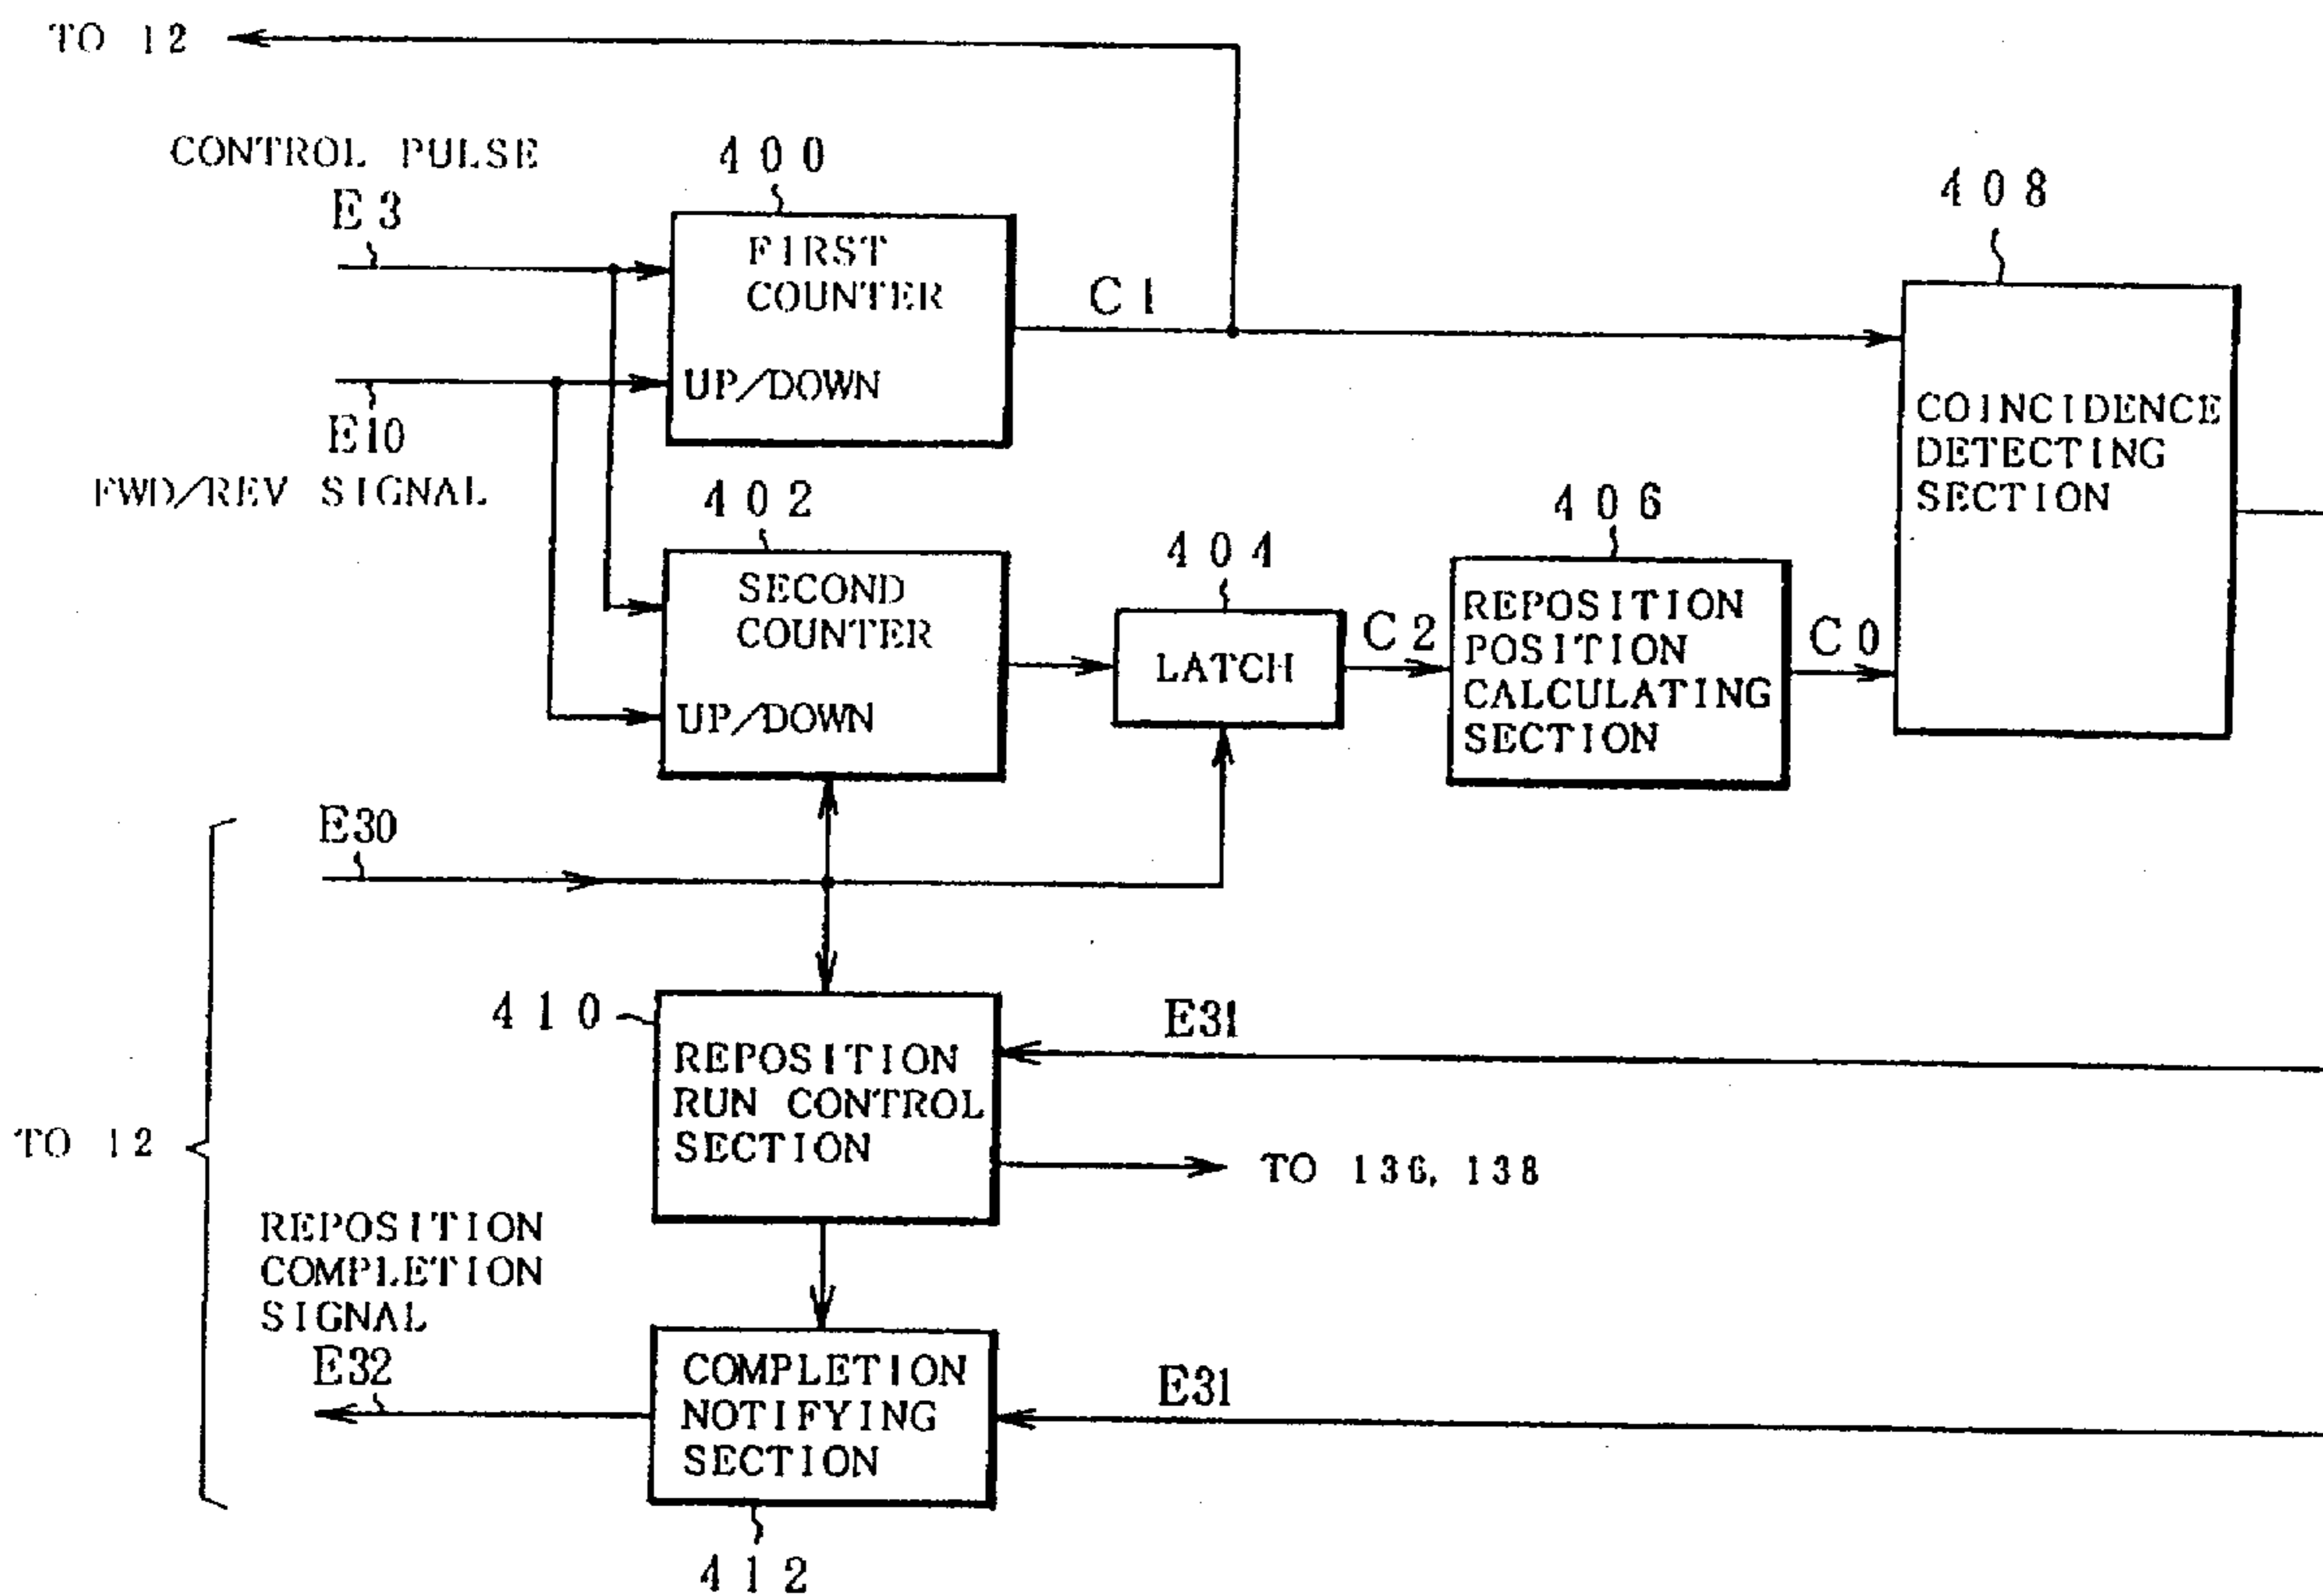 TO 12
CONTROL PULSE
E3
400
FIRST
COUNTER
UP/DOWN
C1
408
COINCIDENCE
DETECTING
SECTION
E10
FWD/REV SIGNAL
402
SECOND
COUNTER
UP/DOWN
404
LATCH
C2
406
REPOSITION
POSITION
CALCULATING
SECTION
C0
E30
TO 12
410
REPOSITION
RUN CONTROL
SECTION
E31
TO 136, 138
REPOSITION
COMPLETION
SIGNAL
E32
COMPLETION
NOTIFYING
SECTION
E31
412